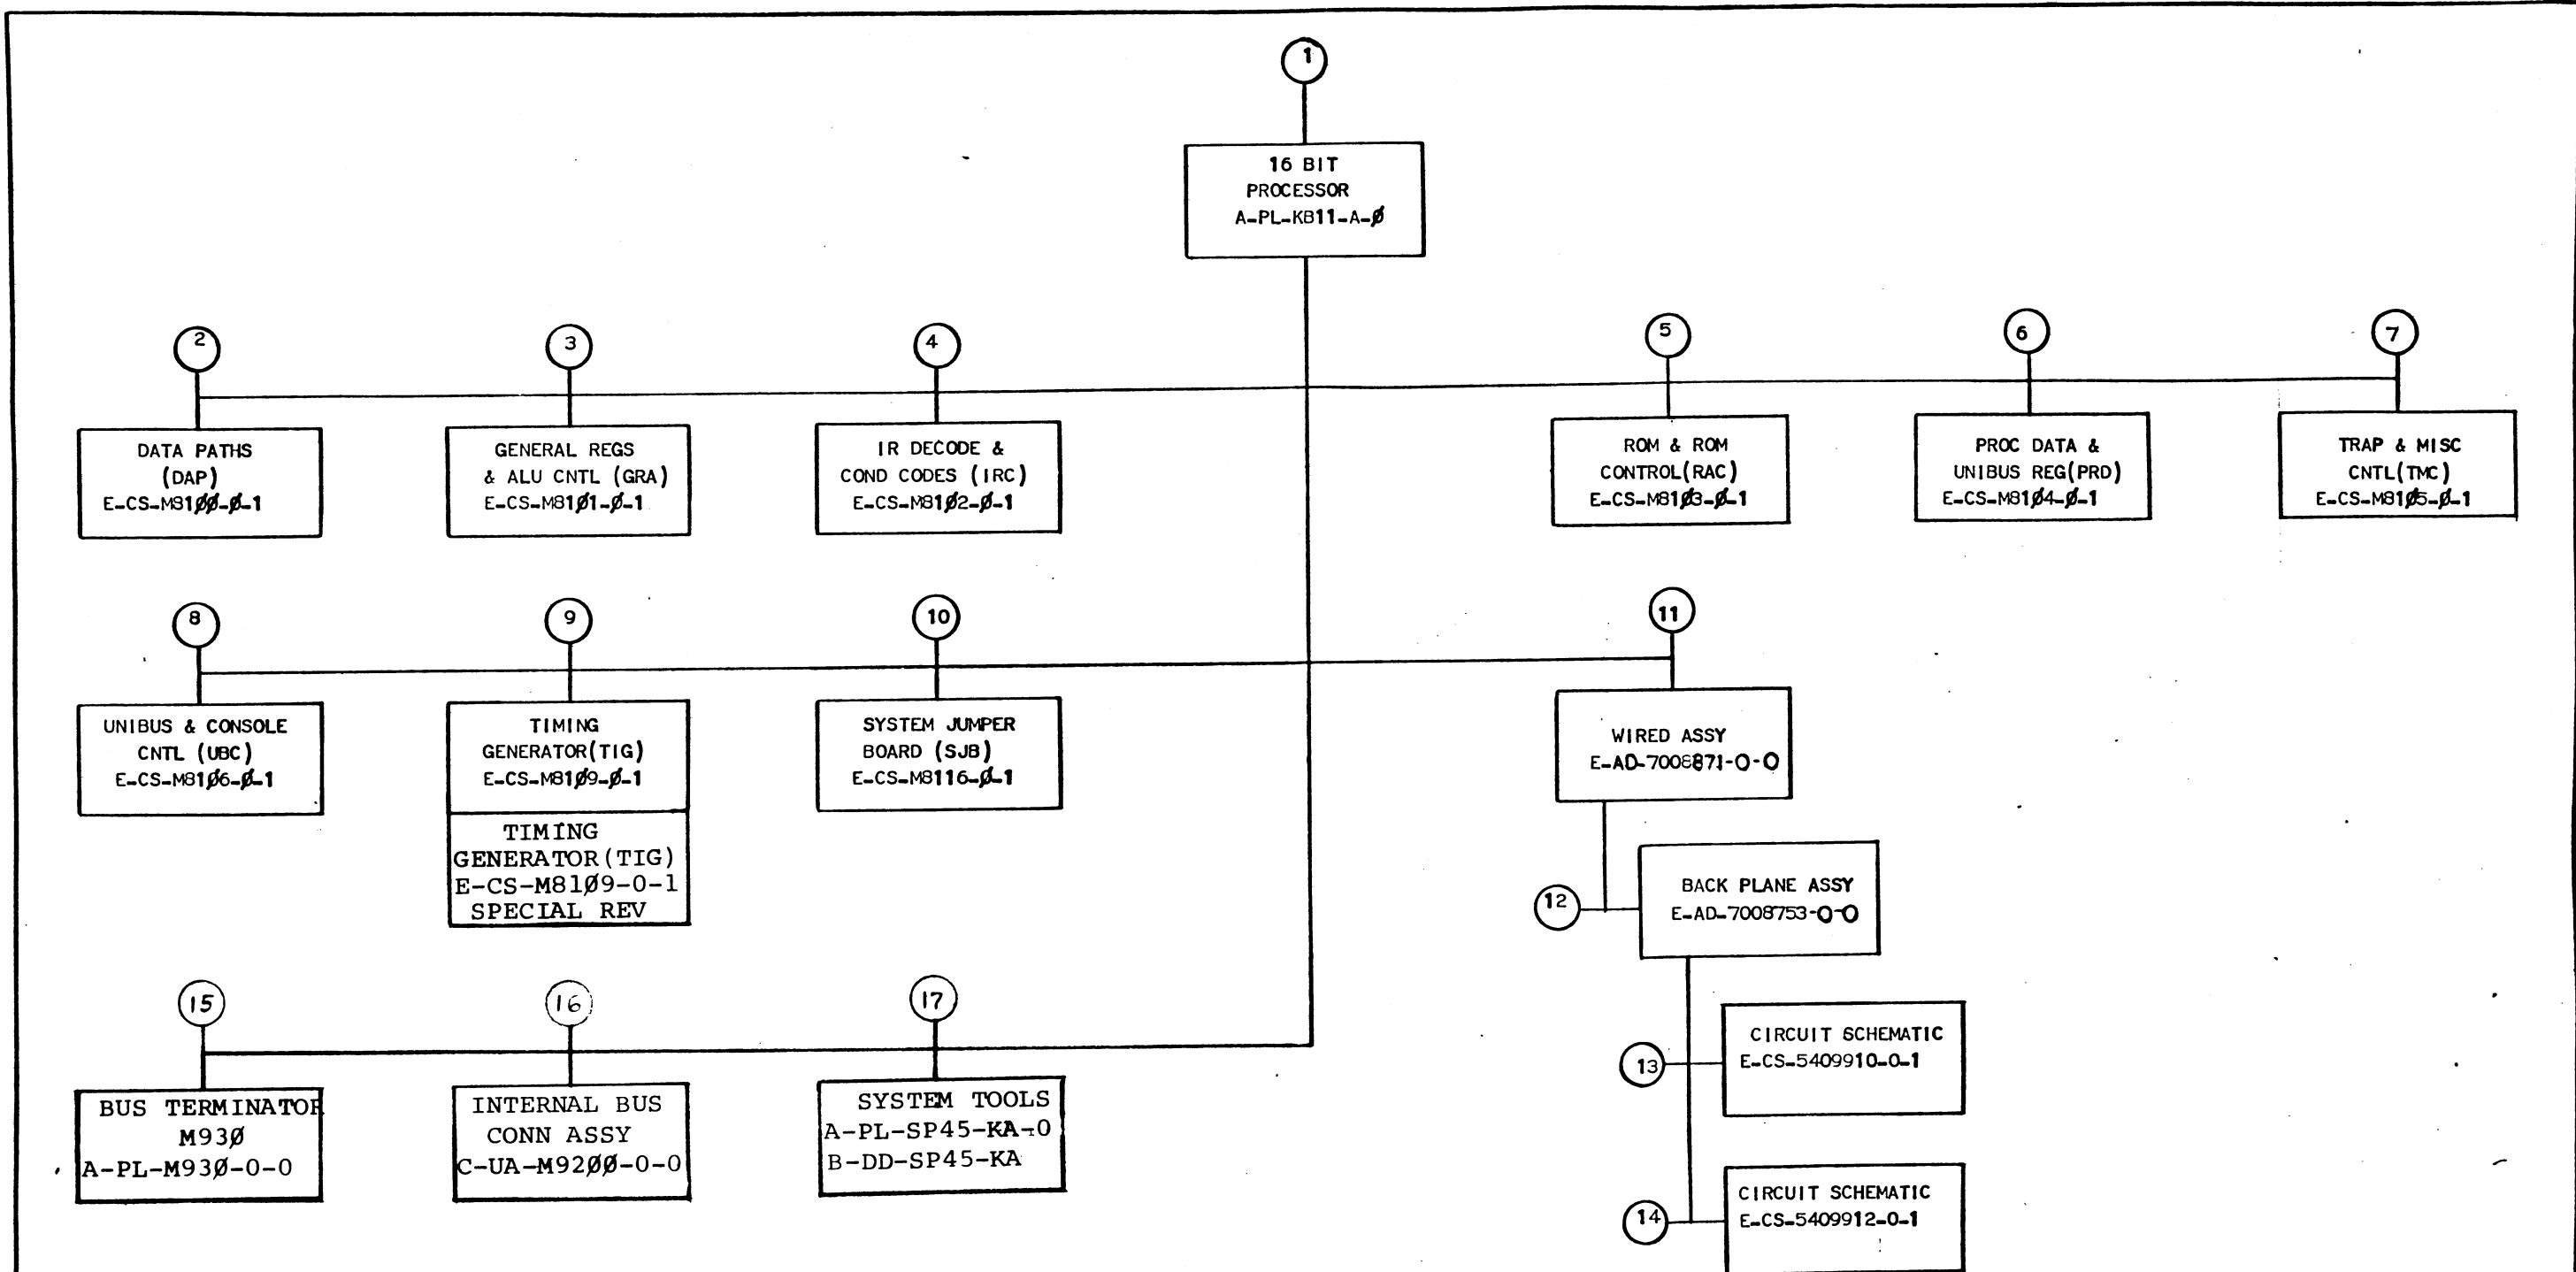 1
16 BIT
PROCESSOR
A-PL-KB11-A-Ø
2
3
4
5
6
7
DATA PATHS
(DAP)
E-CS-M81ØØ-Ø-1
GENERAL REGS
& ALU CNTL (GRA)
E-CS-M81Ø1-Ø-1
IR DECODE &
COND CODES (IRC)
E-CS-M81Ø2-Ø-1
ROM & ROM
CONTROL(RAC)
E-CS-M81Ø3-Ø-1
PROC DATA &
UNIBUS REG(PRD)
E-CS-M81Ø4-Ø-1
TRAP & MISC
CNTL(TMC)
E-CS-M81Ø5-Ø-1
8
9
10
11
UNIBUS & CONSOLE
CNTL (UBC)
E-CS-M81Ø6-Ø-1
TIMING
GENERATOR(TIG)
E-CS-M81Ø9-Ø-1
TIMING
GENERATOR(TIG)
E-CS-M81Ø9-0-1
SPECIAL REV
SYSTEM JUMPER
BOARD (SJB)
E-CS-M8116-Ø-1
WIRED ASSY
E-AD-7008871-0-0
12
BACK PLANE ASSY
E-AD-7008753-0-0
13
CIRCUIT SCHEMATIC
E-CS-5409910-0-1
14
CIRCUIT SCHEMATIC
E-CS-5409912-0-1
15
16
17
BUS TERMINATOR
M93Ø
A-PL-M93Ø-0-0
INTERNAL BUS
CONN ASSY
C-UA-M92ØØ-0-0
SYSTEM TOOLS
A-PL-SP45-KA-0
B-DD-SP45-KA